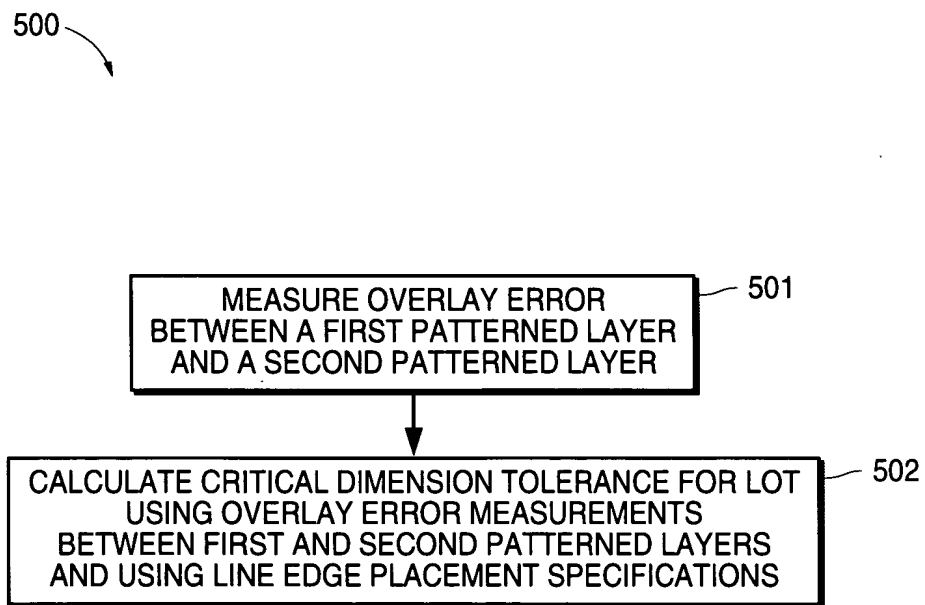 500
MEASURE OVERLAY ERROR
BETWEEN A FIRST PATTERNED LAYER
AND A SECOND PATTERNED LAYER
501
CALCULATE CRITICAL DIMENSION TOLERANCE FOR LOT
USING OVERLAY ERROR MEASUREMENTS
BETWEEN FIRST AND SECOND PATTERNED LAYERS
AND USING LINE EDGE PLACEMENT SPECIFICATIONS
502